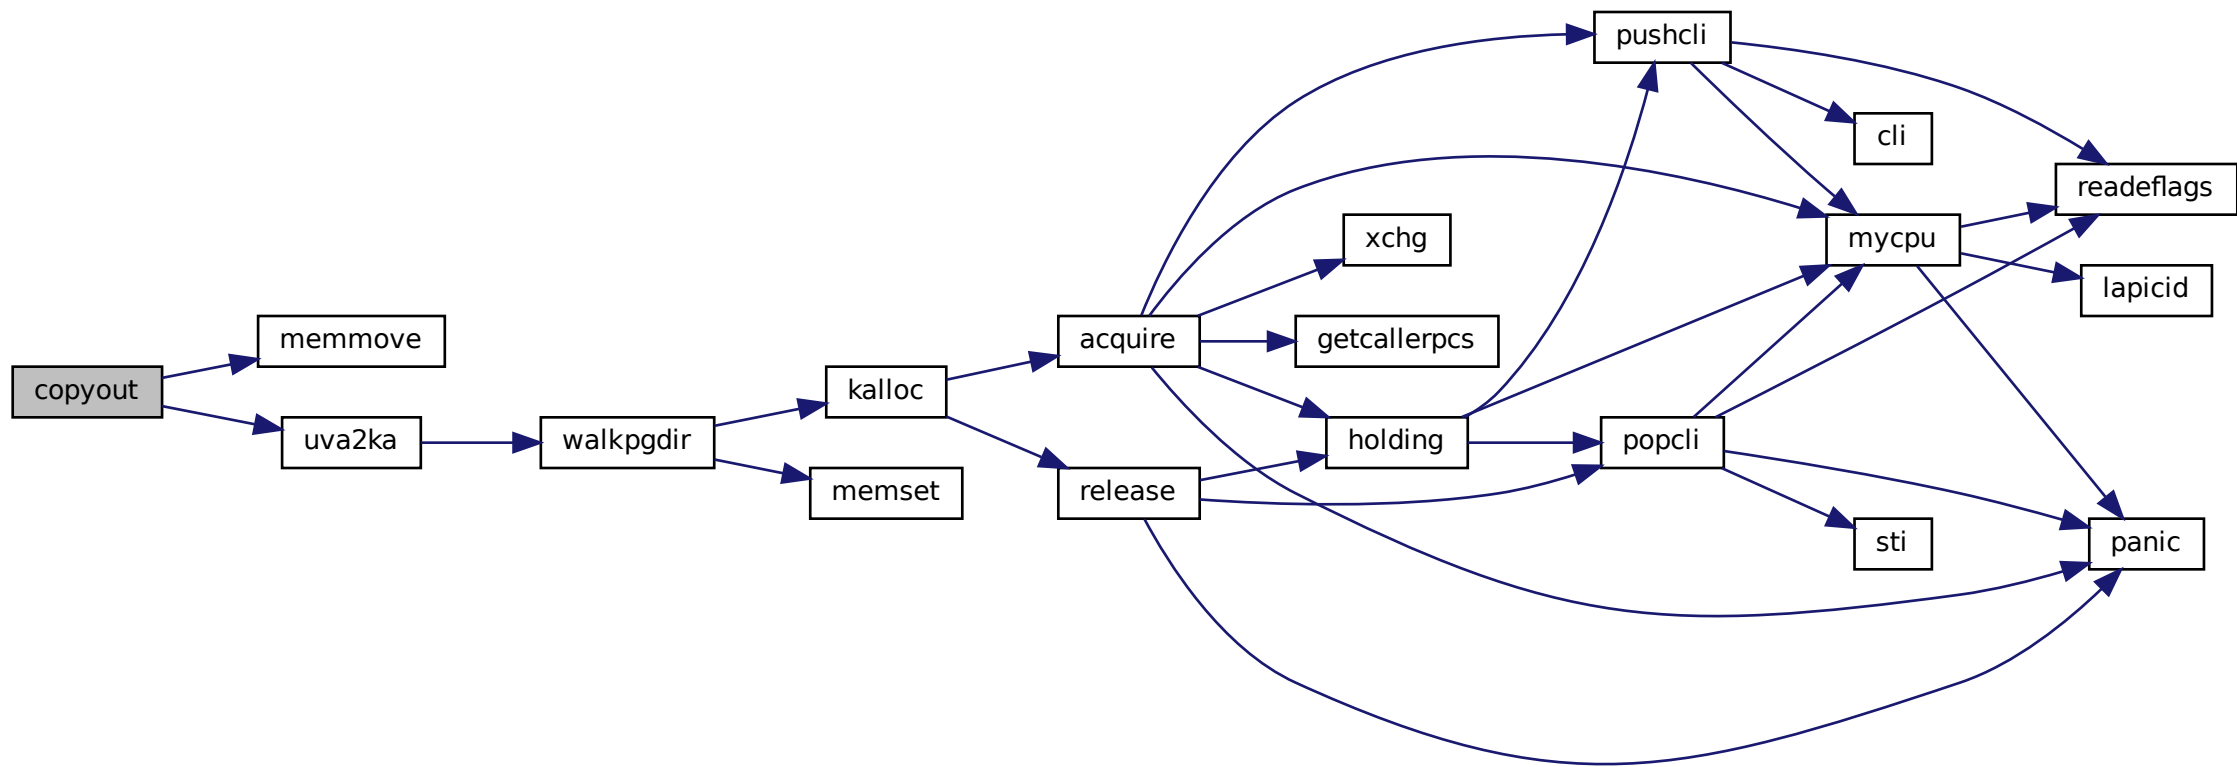 copyout
memmove
uva2ka
walkpgdir
kalloc
memset
acquire
release
xchg
getcallerpcs
holding
pushcli
popcli
cli
mycpu
sti
readeflags
lapicid
panic